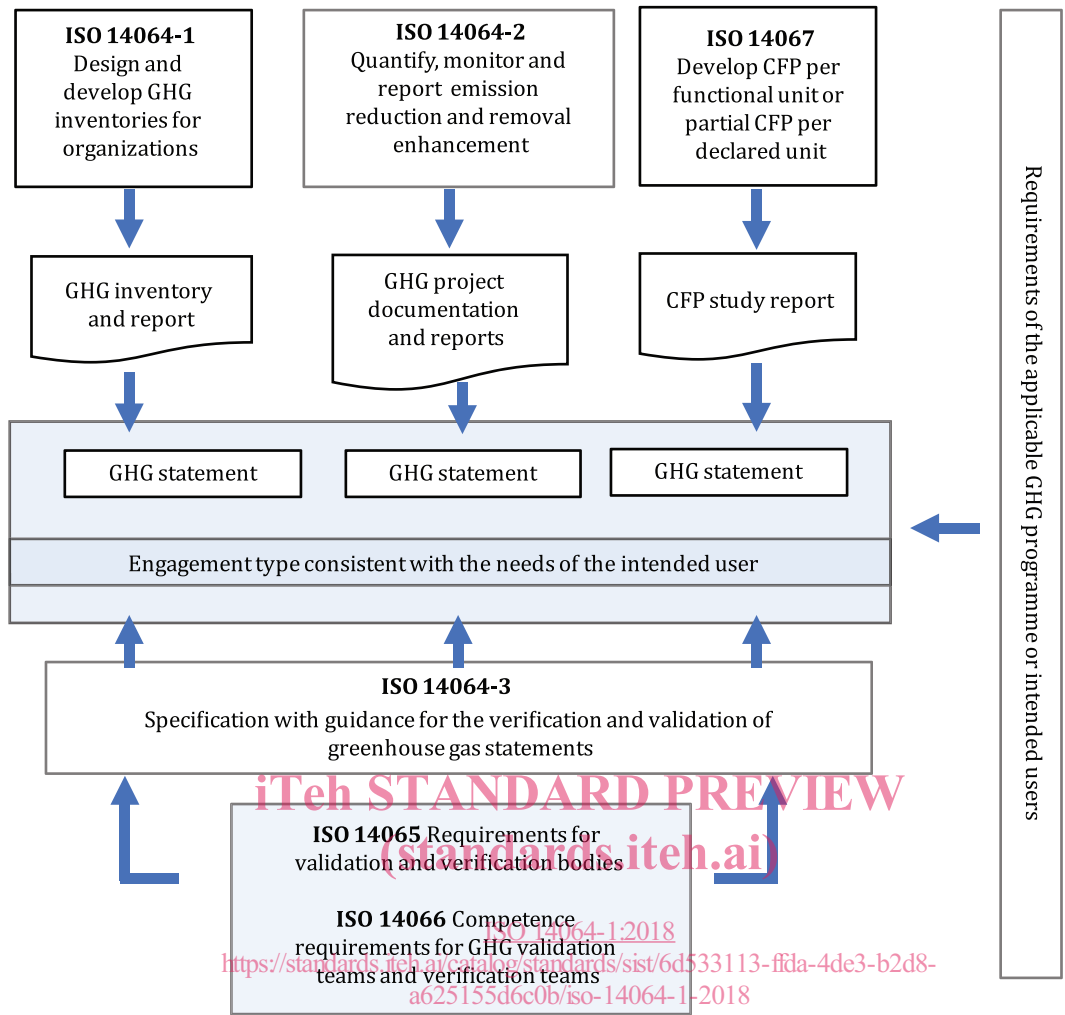 ISO 14064-1
Design and
develop GHG
inventories for
organizations
ISO 14064-2
Quantify, monitor and
report emission
reduction and removal
enhancement
ISO 14067
Develop CFP per
functional unit or
partial CFP per
declared unit
GHG inventory
and report
GHG project
documentation
and reports
CFP study report
GHG statement
GHG statement
GHG statement
Engagement type consistent with the needs of the intended user
Requirements of the applicable GHG programme or intended users
ISO 14064-3
Specification with guidance for the verification and validation of
greenhouse gas statements
iTeh STANDARD PREVIEW
(standards.iteh.ai)
ISO 14065 Requirements for
validation and verification bodies
ISO 14066 Competence
requirements for GHG validation
teams and verification teams
ISO 14064-1:2018
https://standards.iteh.ai/catalog/standards/sist/6d533113-ffda-4de3-b2d8-
a625155d6c0b/iso-14064-1-2018